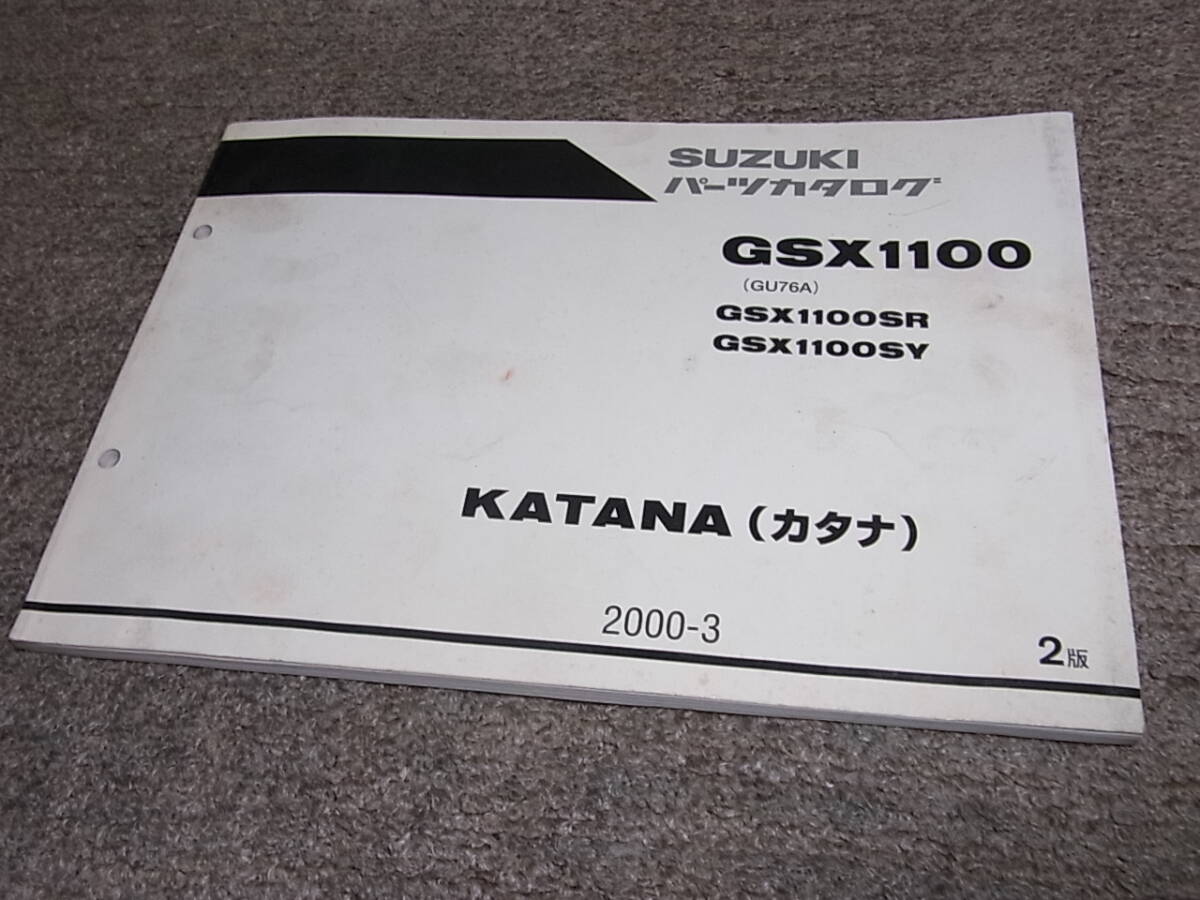 SUZUKI
パーツカタログ
GSX1100
(GU76A)
GSX1100SR
GSX1100SY
KATANA (カタナ)
2000-3
2版